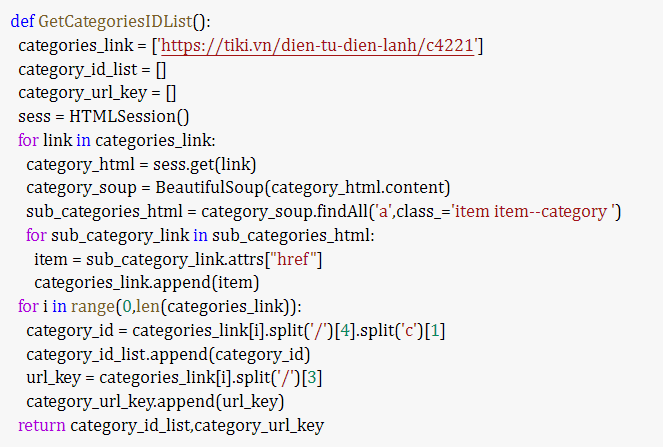 def GetCategoriesIDList():
categories_link = ['https://tiki.vn/dien-tu-dien-lanh/c4221']
category_id_list = []
category_url_key = []
sess = HTMLSession()
for link in categories_link:
category_html = sess.get(link)
category_soup = BeautifulSoup(category_html.content)
sub_categories_html = category_soup.findAll('a',class_='item item--category ')
for sub_category_link in sub_categories_html:
item = sub_category_link.attrs["href"]
categories_link.append(item)
for i in range(0,len(categories_link)):
category_id = categories_link[i].split('/')[4].split('c')[1]
category_id_list.append(category_id)
url_key = categories_link[i].split('/')[3]
category_url_key.append(url_key)
return category_id_list,category_url_key